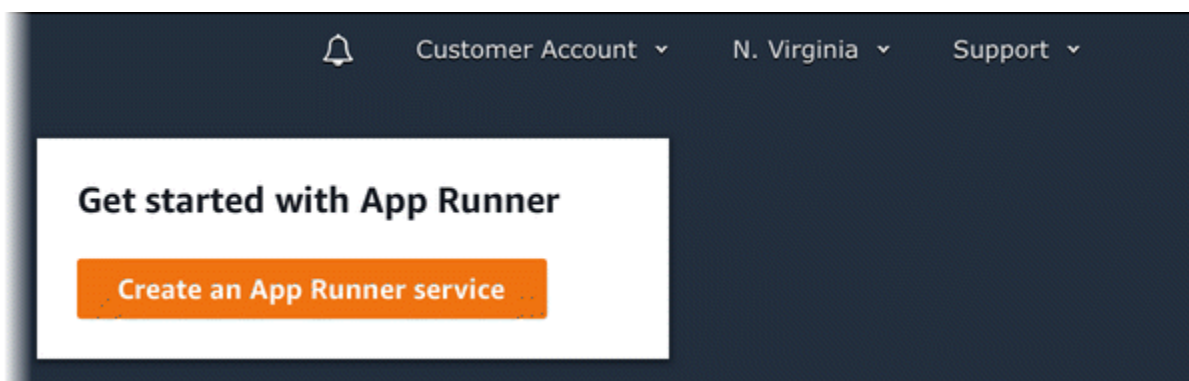 Customer Account N. Virginia Support
Get started with App Runner
Create an App Runner service